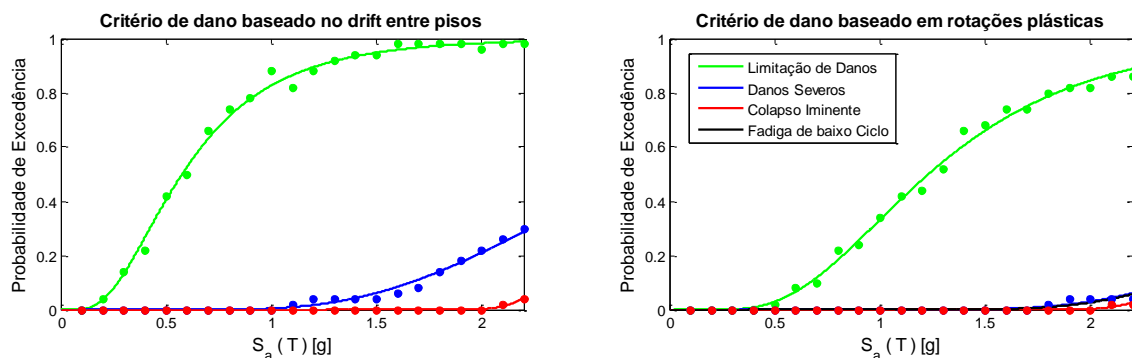 Critério de dano baseado no drift entre pisos
Probabilidade de Excedência
1
0.8
0.6
0.4
0.2
0
0
0.5
1
1.5
2
S_a ( T ) [g]
Critério de dano baseado em rotações plásticas
Probabilidade de Excedência
1
0.8
0.6
0.4
0.2
0
Limitação de Danos
Danos Severos
Colapso Iminente
Fadiga de baixo Ciclo
0
0.5
1
1.5
2
S_a ( T ) [g]